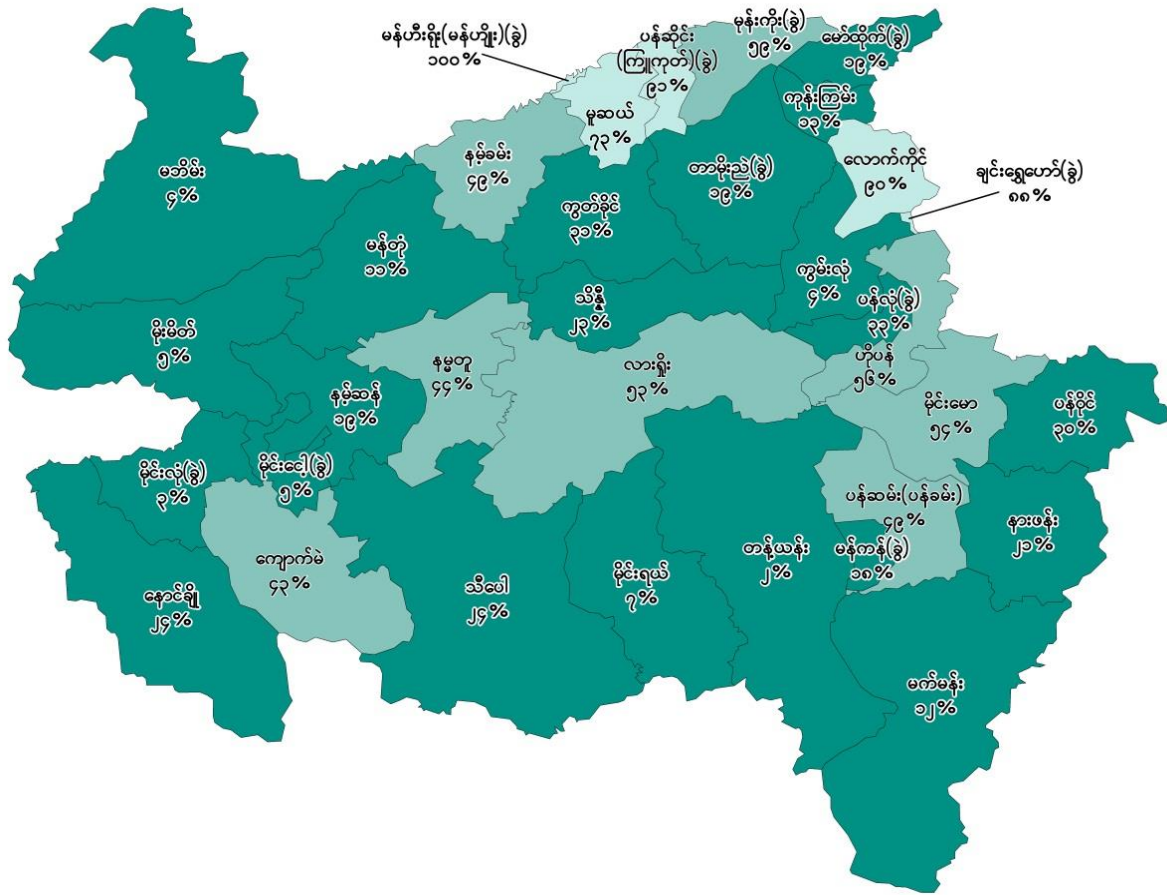 မန်ဟီးရိုး(မန်ဟျိုး)(ခွဲ)
၁၀၀%
ပန်ဆိုင်း
(ကြူကုတ်)(ခွဲ)
၉၁%
မုန်းကိုး(ခွဲ)
၅၉%
မော်ထိုက်(ခွဲ)
၁၉%
ကုန်းကြမ်း
၁၃%
မူဆယ်
၇၃%
လောက်ကိုင်
၉၀%
ချင်းရွှေဟော်(ခွဲ)
၈၈%
မဘိမ်း
၄%
နမ့်ခမ်း
၄၉%
တာမိုးညဲ(ခွဲ)
၁၉%
ကွတ်ခိုင်
၃၁%
မန်တုံ
၁၁%
ကွမ်းလုံ
၄%
သိန္နီ
၂၃%
ပန်လုံ(ခွဲ)
၃၃%
မိုးမိတ်
၅%
နမ္မတူ
၄၄%
လားရှိုး
၅၃%
ဟိုပန်
၅၆%
နမ့်ဆန်
၁၉%
မိုင်းမော
၅၄%
ပန်ဝိုင်
၃၀%
မိုင်းလုံ(ခွဲ)
၃%
မိုင်းငေါ့(ခွဲ)
၅%
ပန်ဆမ်း(ပန်ခမ်း)
၄၉%
နားဖန်း
၂၁%
ကျောက်မဲ
၄၃%
တန့်ယန်း
၂%
မန်ကန်(ခွဲ)
၁၈%
နောင်ချို
၂၄%
သီပေါ
၂၄%
မိုင်းရယ်
၇%
မက်မန်း
၁၂%